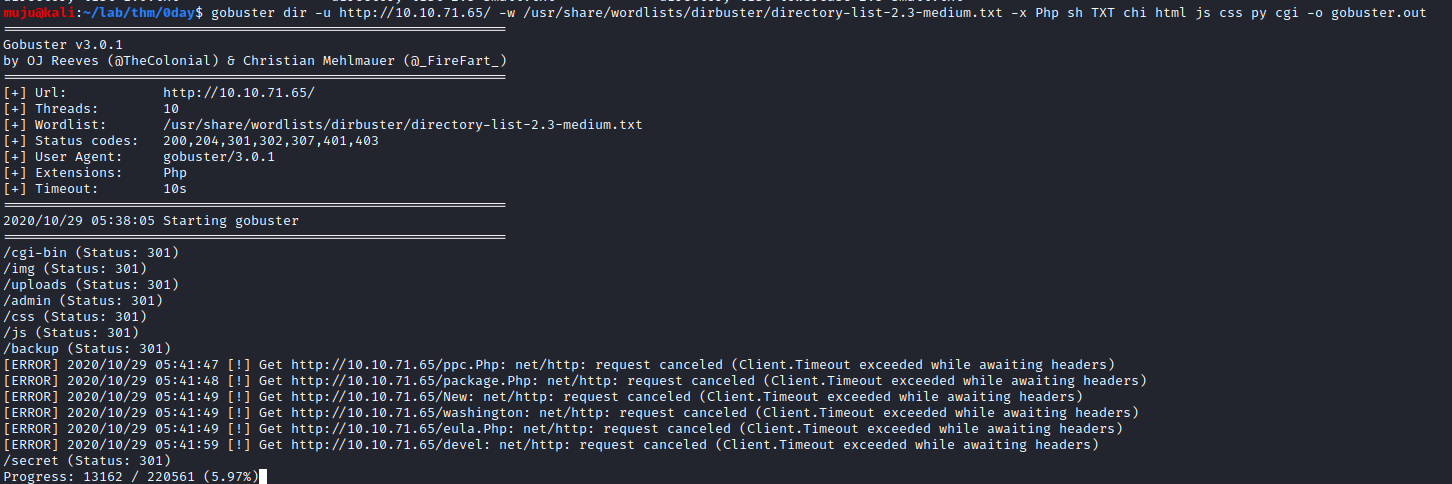 muju@kali:~/lab/thm/0day$ gobuster dir -u http://10.10.71.65/ -w /usr/share/wordlists/dirbuster/directory-list-2.3-medium.txt -x Php sh TXT chi html js css py cgi -o gobuster.out
===============================================================
Gobuster v3.0.1
by OJ Reeves (@TheColonial) & Christian Mehlmauer (@_FireFart_)
===============================================================
[+] Url:            http://10.10.71.65/
[+] Threads:        10
[+] Wordlist:       /usr/share/wordlists/dirbuster/directory-list-2.3-medium.txt
[+] Status codes:   200,204,301,302,307,401,403
[+] User Agent:     gobuster/3.0.1
[+] Extensions:     Php
[+] Timeout:        10s
===============================================================
2020/10/29 05:38:05 Starting gobuster
===============================================================
/cgi-bin (Status: 301)
/img (Status: 301)
/uploads (Status: 301)
/admin (Status: 301)
/css (Status: 301)
/js (Status: 301)
/backup (Status: 301)
[ERROR] 2020/10/29 05:41:47 [!] Get http://10.10.71.65/ppc.Php: net/http: request canceled (Client.Timeout exceeded while awaiting headers)
[ERROR] 2020/10/29 05:41:48 [!] Get http://10.10.71.65/package.Php: net/http: request canceled (Client.Timeout exceeded while awaiting headers)
[ERROR] 2020/10/29 05:41:49 [!] Get http://10.10.71.65/New: net/http: request canceled (Client.Timeout exceeded while awaiting headers)
[ERROR] 2020/10/29 05:41:49 [!] Get http://10.10.71.65/washington: net/http: request canceled (Client.Timeout exceeded while awaiting headers)
[ERROR] 2020/10/29 05:41:49 [!] Get http://10.10.71.65/eula.Php: net/http: request canceled (Client.Timeout exceeded while awaiting headers)
[ERROR] 2020/10/29 05:41:59 [!] Get http://10.10.71.65/devel: net/http: request canceled (Client.Timeout exceeded while awaiting headers)
/secret (Status: 301)
Progress: 13162 / 220561 (5.97%)